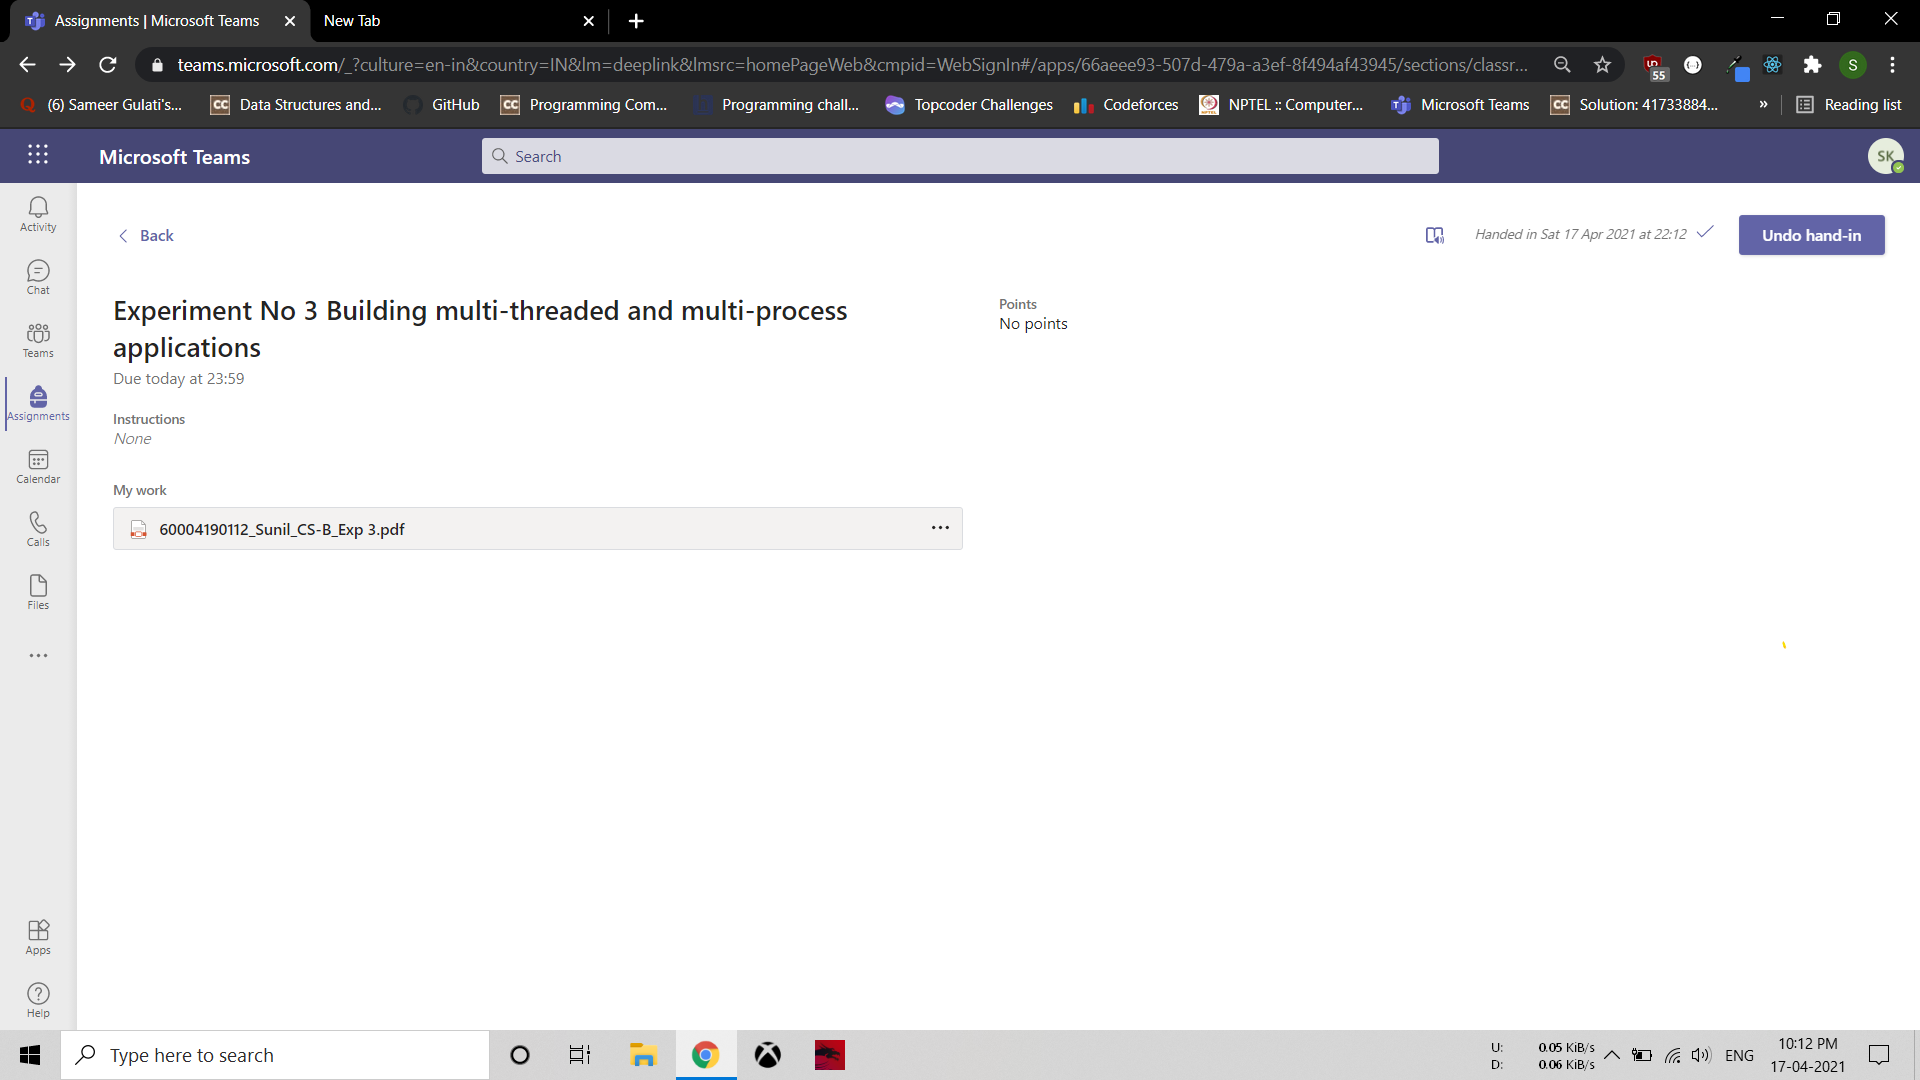 Assignments | Microsoft Teams
New Tab
teams.microsoft.com/_?culture=en-in&country=IN&lm=deeplink&lmsrc=homePageWeb&cmpid=WebSignIn#/apps/66aeee93-507d-479a-a3ef-8f494af43945/sections/classr...
55
S
(6) Sameer Gulati's...
CC Data Structures and...
GitHub
CC Programming Com...
Programming chall...
Topcoder Challenges
Codeforces
NPTEL :: Computer...
Microsoft Teams
CC Solution: 41733884...
»
Reading list
Microsoft Teams
Search
SK
Activity
Chat
Teams
Assignments
Calendar
Calls
Files
Apps
Help
Back
Handed in Sat 17 Apr 2021 at 22:12
Undo hand-in
Experiment No 3 Building multi-threaded and multi-process
applications
Due today at 23:59
Points
No points
Instructions
None
My work
60004190112_Sunil_CS-B_Exp 3.pdf
Type here to search
U: 0.05 KiB/s
D: 0.06 KiB/s
ENG
10:12 PM
17-04-2021